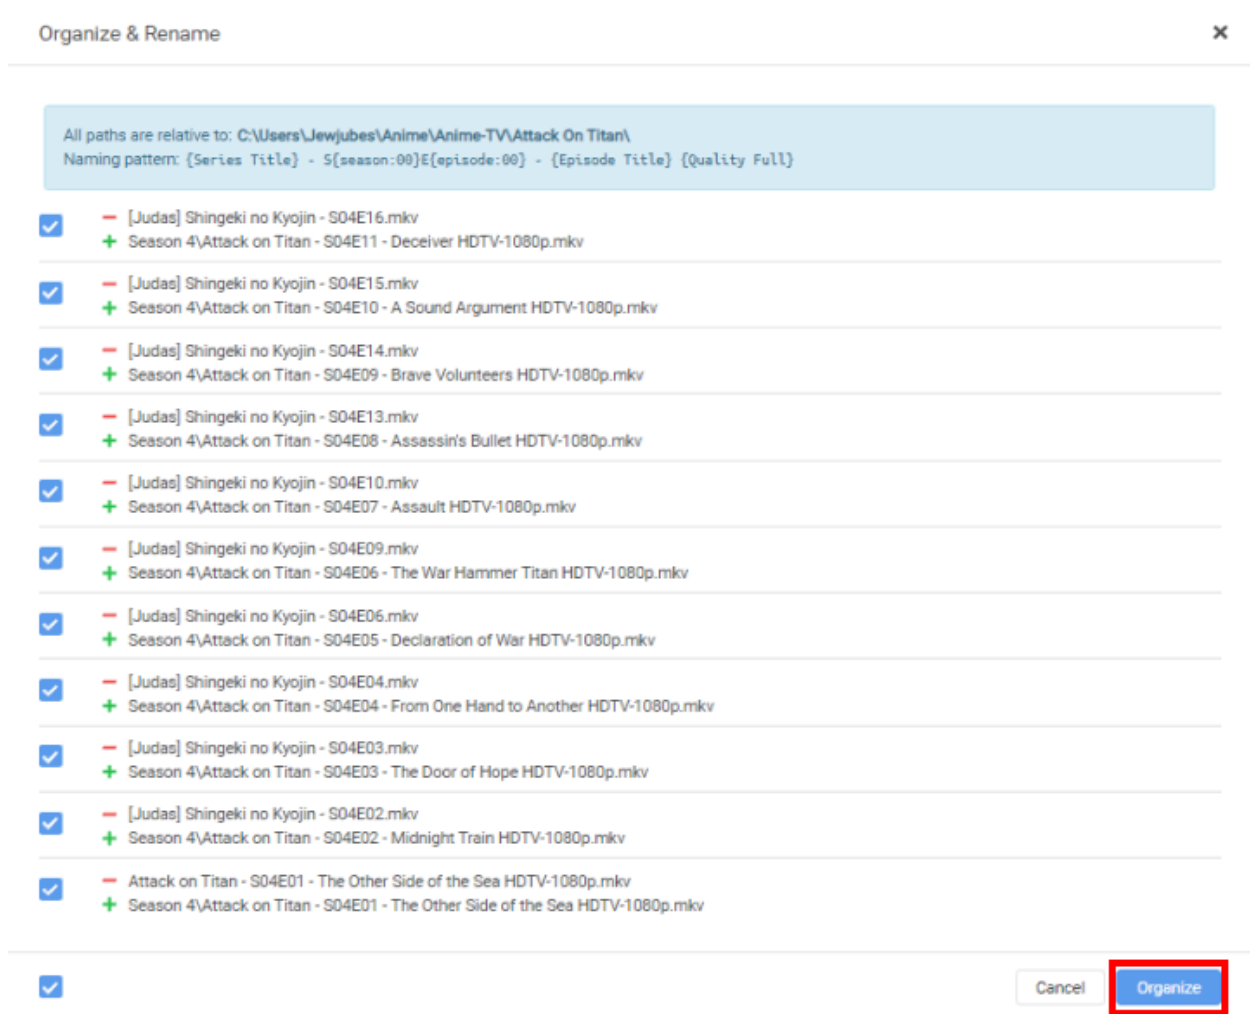 Organize & Rename
All paths are relative to: C:\Users\Jewjubes\Anime\Anime-TV\Attack On Titan\
Naming pattern: {Series Title} - S{season:00}E{episode:00} - {Episode Title} {Quality Full}
[Judas] Shingeki no Kyojin - S04E16.mkv
Season 4\Attack on Titan - S04E11 - Deceiver HDTV-1080p.mkv
[Judas] Shingeki no Kyojin - S04E15.mkv
Season 4\Attack on Titan - S04E10 - A Sound Argument HDTV-1080p.mkv
[Judas] Shingeki no Kyojin - S04E14.mkv
Season 4\Attack on Titan - S04E09 - Brave Volunteers HDTV-1080p.mkv
[Judas] Shingeki no Kyojin - S04E13.mkv
Season 4\Attack on Titan - S04E08 - Assassin's Bullet HDTV-1080p.mkv
[Judas] Shingeki no Kyojin - S04E10.mkv
Season 4\Attack on Titan - S04E07 - Assault HDTV-1080p.mkv
[Judas] Shingeki no Kyojin - S04E09.mkv
Season 4\Attack on Titan - S04E06 - The War Hammer Titan HDTV-1080p.mkv
[Judas] Shingeki no Kyojin - S04E06.mkv
Season 4\Attack on Titan - S04E05 - Declaration of War HDTV-1080p.mkv
[Judas] Shingeki no Kyojin - S04E04.mkv
Season 4\Attack on Titan - S04E04 - From One Hand to Another HDTV-1080p.mkv
[Judas] Shingeki no Kyojin - S04E03.mkv
Season 4\Attack on Titan - S04E03 - The Door of Hope HDTV-1080p.mkv
[Judas] Shingeki no Kyojin - S04E02.mkv
Season 4\Attack on Titan - S04E02 - Midnight Train HDTV-1080p.mkv
Attack on Titan - S04E01 - The Other Side of the Sea HDTV-1080p.mkv
Season 4\Attack on Titan - S04E01 - The Other Side of the Sea HDTV-1080p.mkv
Cancel
Organize